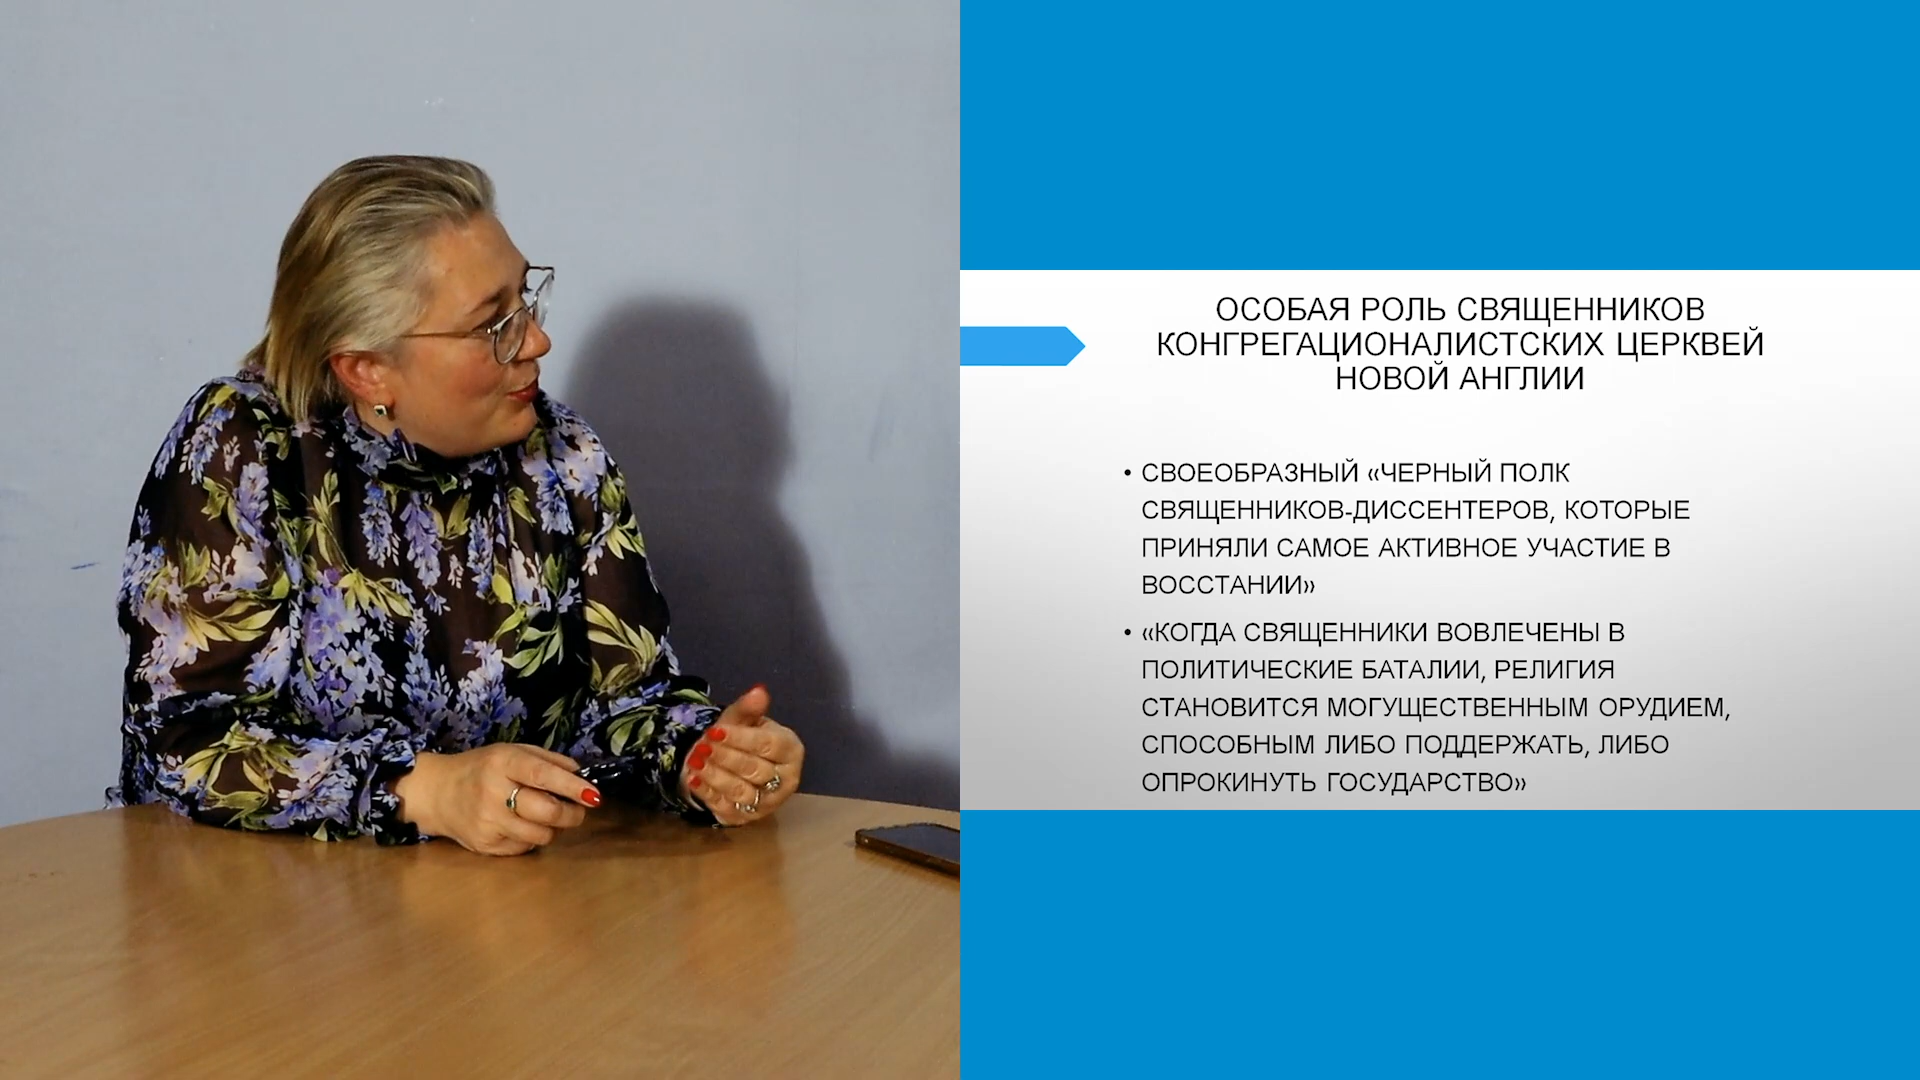 ОСОБАЯ РОЛЬ СВЯЩЕННИКОВ
КОНГРЕГАЦИОНАЛИСТСКИХ ЦЕРКВЕЙ
НОВОЙ АНГЛИИ
• СВОЕОБРАЗНЫЙ «ЧЕРНЫЙ ПОЛК
СВЯЩЕННИКОВ-ДИССЕНТЕРОВ, КОТОРЫЕ
ПРИНЯЛИ САМОЕ АКТИВНОЕ УЧАСТИЕ В
ВОССТАНИИ»
• «КОГДА СВЯЩЕННИКИ ВОВЛЕЧЕНЫ В
ПОЛИТИЧЕСКИЕ БАТАЛИИ, РЕЛИГИЯ
СТАНОВИТСЯ МОГУЩЕСТВЕННЫМ ОРУДИЕМ,
СПОСОБНЫМ ЛИБО ПОДДЕРЖАТЬ, ЛИБО
ОПРОКИНУТЬ ГОСУДАРСТВО»